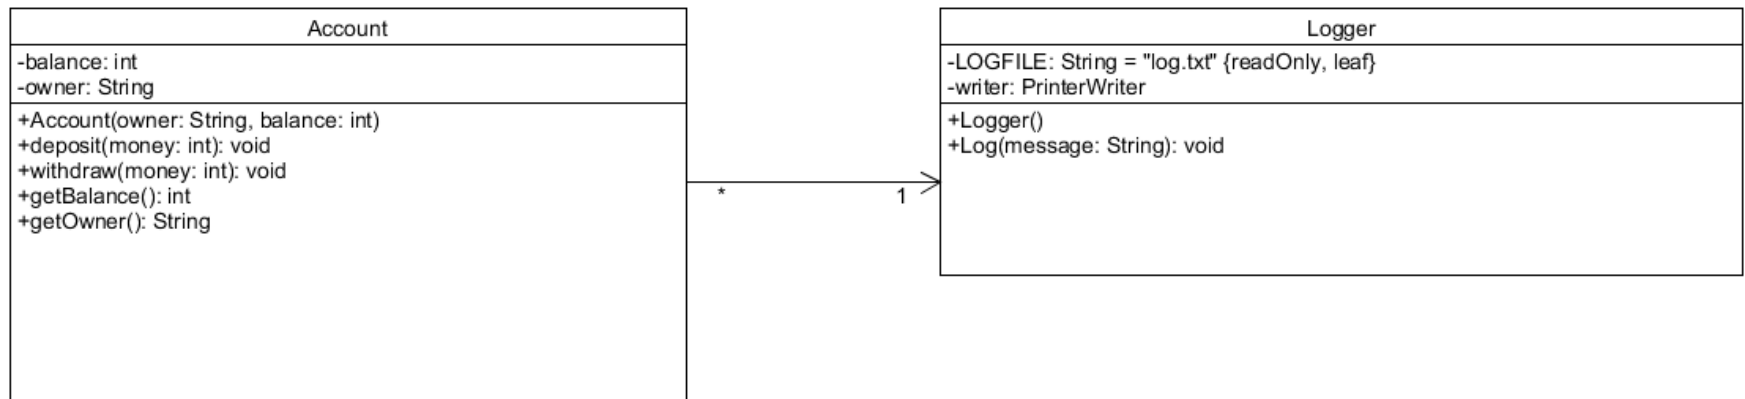 Account
-balance: int
-owner: String
+Account(owner: String, balance: int)
+deposit(money: int): void
+withdraw(money: int): void
+getBalance(): int
+getOwner(): String
* 1
Logger
-LOGFILE: String = "log.txt" {readOnly, leaf}
-writer: PrinterWriter
+Logger()
+Log(message: String): void